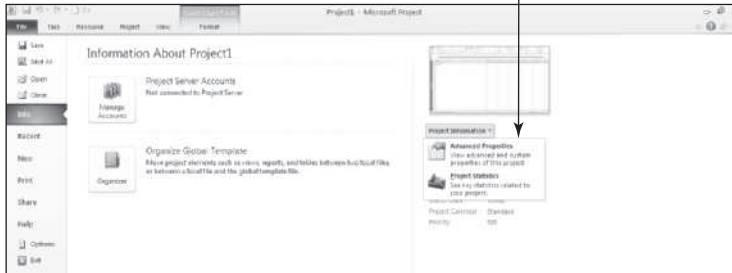 Project1 - Microsoft Project
File Task Resource Project View Format
Save
Save As
Open
Close
Info
Recent
New
Print
Share
Help
Options
Exit
Information About Project1
Manage Accounts
Project Server Accounts
Not connected to Project Server
Organizer
Organize Global Template
Move project elements such as views, reports, and tables between two local files,
or between a local file and the global template file.
Project Information
Advanced Properties
View advanced and custom
properties of this project
Project Statistics
See key statistics related to
your project.
Project Calendar Standard
Priority 500